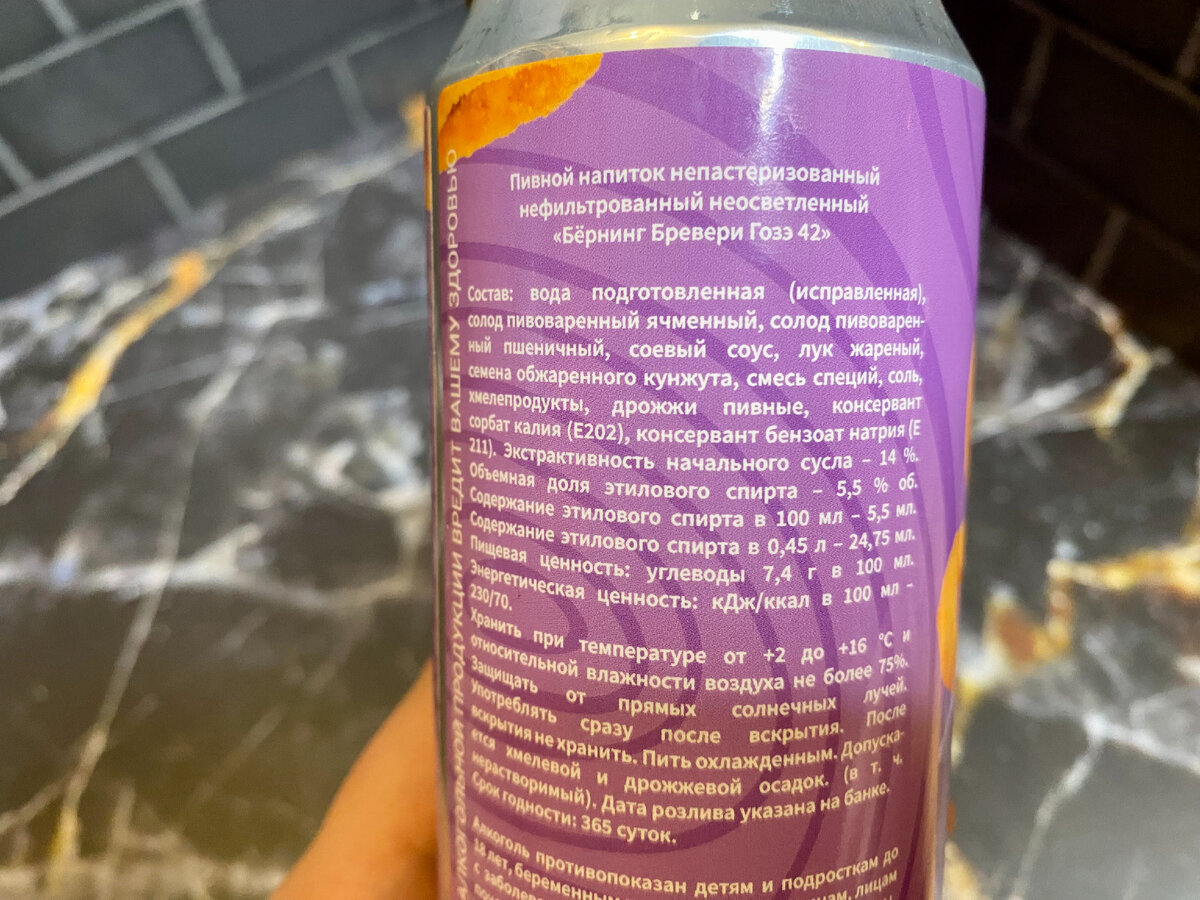 Пивной напиток непастеризованный
нефильтрованный неосветленный
«Бёрнинг Бревери Гозэ 42»
Состав: вода подготовленная (исправленная),
солод пивоваренный ячменный, солод пивоварен-
ный пшеничный, соевый соус, лук жареный,
семена обжаренного кунжута, смесь специй, соль,
хмелепродукты, дрожжи пивные, консервант
сорбат калия (Е202), консервант бензоат натрия (Е
211). Экстрактивность начального сусла – 14 %.
Объемная доля этилового спирта – 5,5 % об.
Содержание этилового спирта в 100 мл – 5,5 мл.
Содержание этилового спирта в 0,45 л – 24,75 мл.
Пищевая ценность: углеводы 7,4 г в 100 мл.
Энергетическая ценность: кДж/ккал в 100 мл –
230/70.
Хранить при температуре от +2 до +16 °С и
относительной влажности воздуха не более 75%.
Защищать от прямых солнечных лучей.
Употреблять сразу после вскрытия. После
вскрытия не хранить. Пить охлажденным. Допуска-
ется хмелевой и дрожжевой осадок. (в т. ч.
нерастворимый). Дата розлива указана на банке.
Срок годности: 365 суток.
Алкоголь противопоказан детям и подросткам до
18 лет, беременным лицам
с
АЛКОГОЛЬНОЙ ПРОДУКЦИИ ВРЕДИТ ВАШЕМУ ЗДОРОВЬЮ